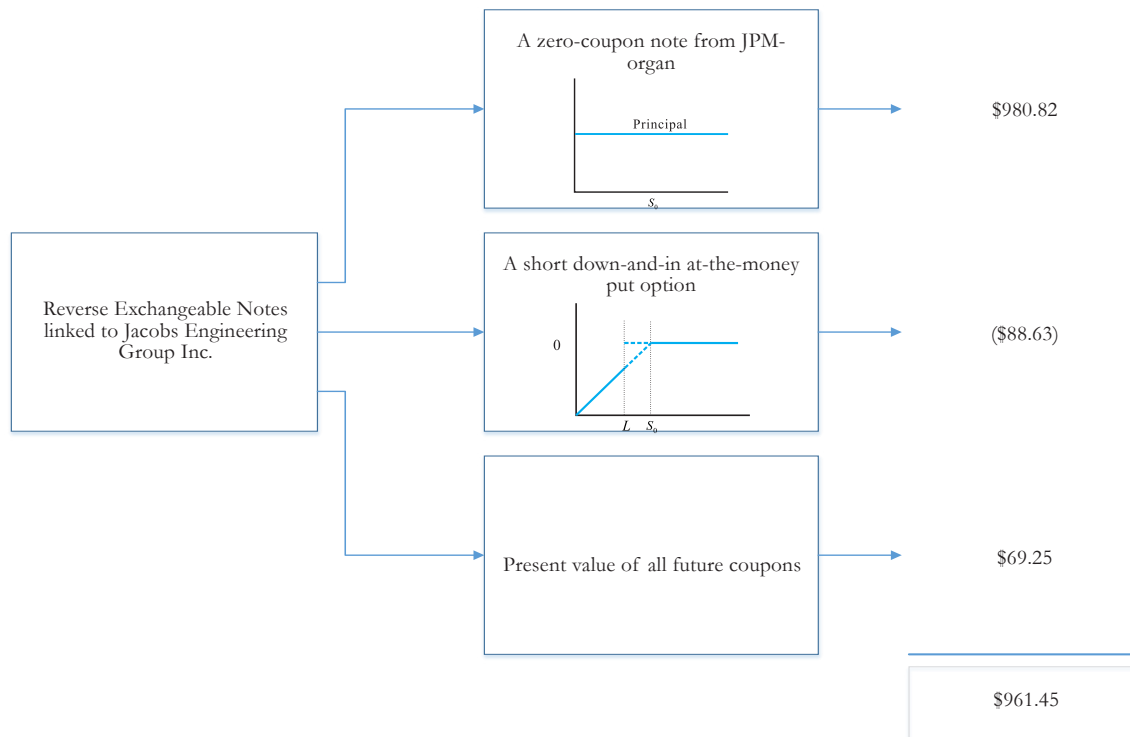 A zero-coupon note from JPM-
organ
Principal
S₀
$980.82
Reverse Exchangeable Notes
linked to Jacobs Engineering
Group Inc.
A short down-and-in at-the-money
put option
0
L S₀
($88.63)
Present value of all future coupons
$69.25
$961.45